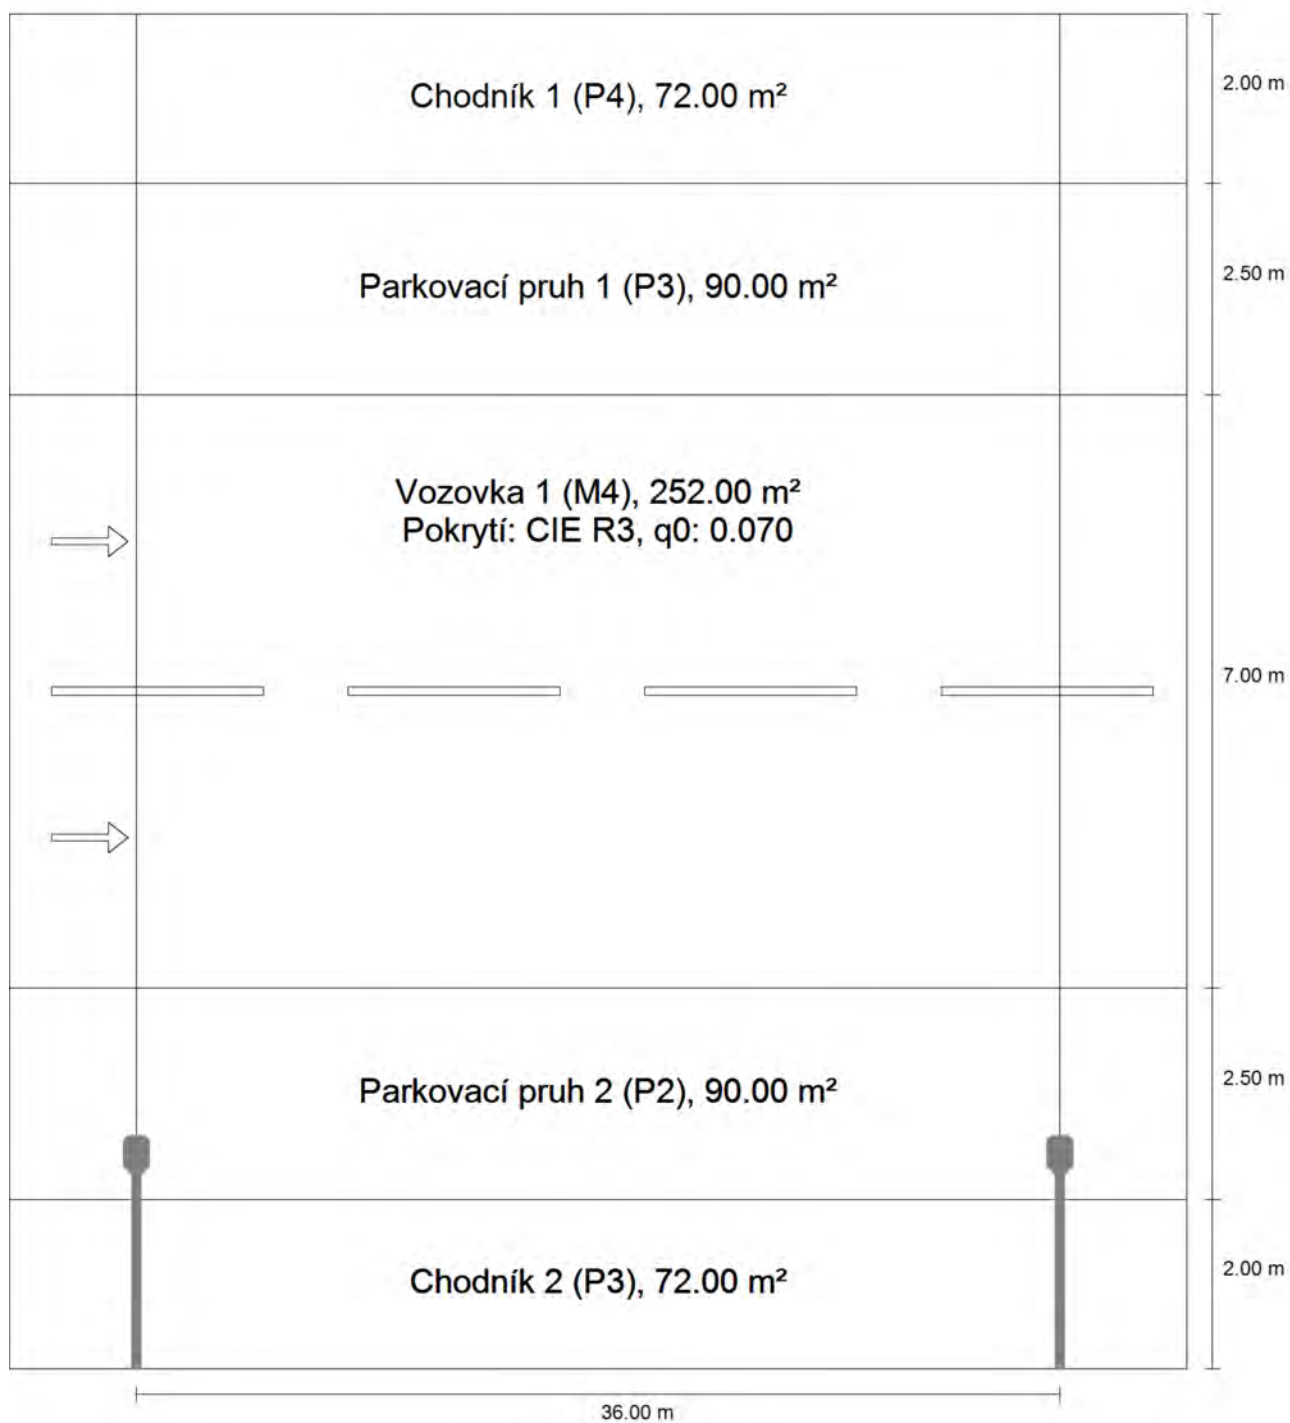 Chodník 1 (P4), 72.00 m²
2.00 m
Parkovací pruh 1 (P3), 90.00 m²
2.50 m
Vozovka 1 (M4), 252.00 m²
Pokrytí: CIE R3, q0: 0.070
7.00 m
Parkovací pruh 2 (P2), 90.00 m²
2.50 m
Chodník 2 (P3), 72.00 m²
2.00 m
36.00 m